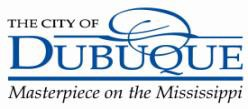 THE CITY OF
DUBUQUE
Masterpiece on the Mississippi